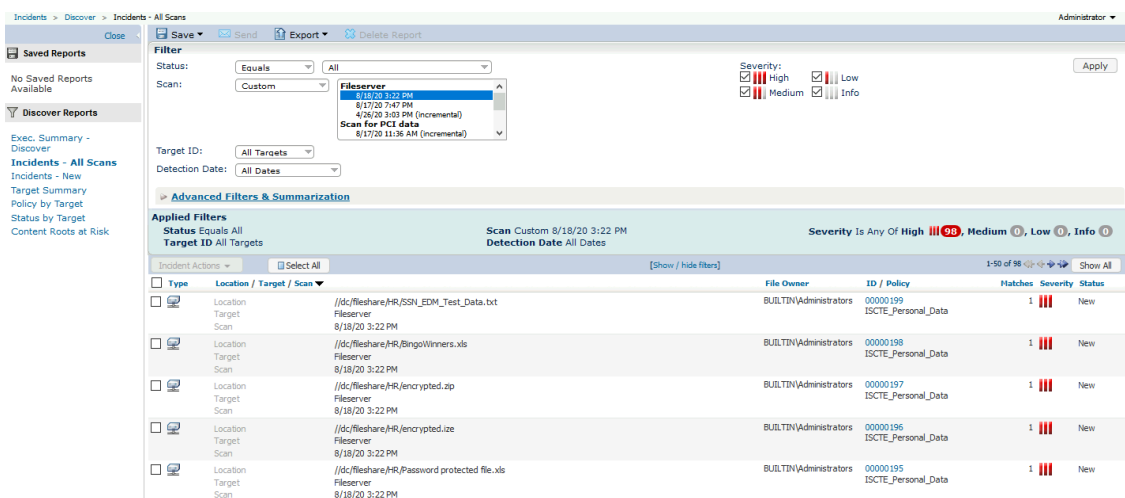 Incidents > Discover > Incidents - All Scans
Administrator
Close
Saved Reports
No Saved Reports
Available
Discover Reports
Exec. Summary -
Discover
Incidents - All Scans
Incidents - New
Target Summary
Policy by Target
Status by Target
Content Roots at Risk
Save Send Export Delete Report
Filter
Status: Equals All
Scan: Custom
Fileserver
8/18/20 3:22 PM
8/17/20 7:47 PM
4/26/20 3:03 PM (incremental)
Scan for PCI data
8/17/20 11:36 AM (incremental)
Target ID: All Targets
Detection Date: All Dates
Severity:
High Low
Medium Info
Apply
Advanced Filters & Summarization
Applied Filters
Status Equals All Scan Custom 8/18/20 3:22 PM
Target ID All Targets Detection Date All Dates
Severity Is Any Of High 98, Medium 0, Low 0, Info 0
Incident Actions Select All [Show / hide filters] 1-50 of 98 Show All
Type Location / Target / Scan File Owner ID / Policy Matches Severity Status
Location //dc/fileshare/HR/SSN_EDM_Test_Data.txt BUILTIN\Administrators 00000199 1 New
Target Fileserver ISCTE_Personal_Data
Scan 8/18/20 3:22 PM
Location //dc/fileshare/HR/BingoWinners.xls BUILTIN\Administrators 00000198 1 New
Target Fileserver ISCTE_Personal_Data
Scan 8/18/20 3:22 PM
Location //dc/fileshare/HR/encrypted.zip BUILTIN\Administrators 00000197 1 New
Target Fileserver ISCTE_Personal_Data
Scan 8/18/20 3:22 PM
Location //dc/fileshare/HR/encrypted.ize BUILTIN\Administrators 00000196 1 New
Target Fileserver ISCTE_Personal_Data
Scan 8/18/20 3:22 PM
Location //dc/fileshare/HR/Password protected file.xls BUILTIN\Administrators 00000195 1 New
Target Fileserver ISCTE_Personal_Data
Scan 8/18/20 3:22 PM